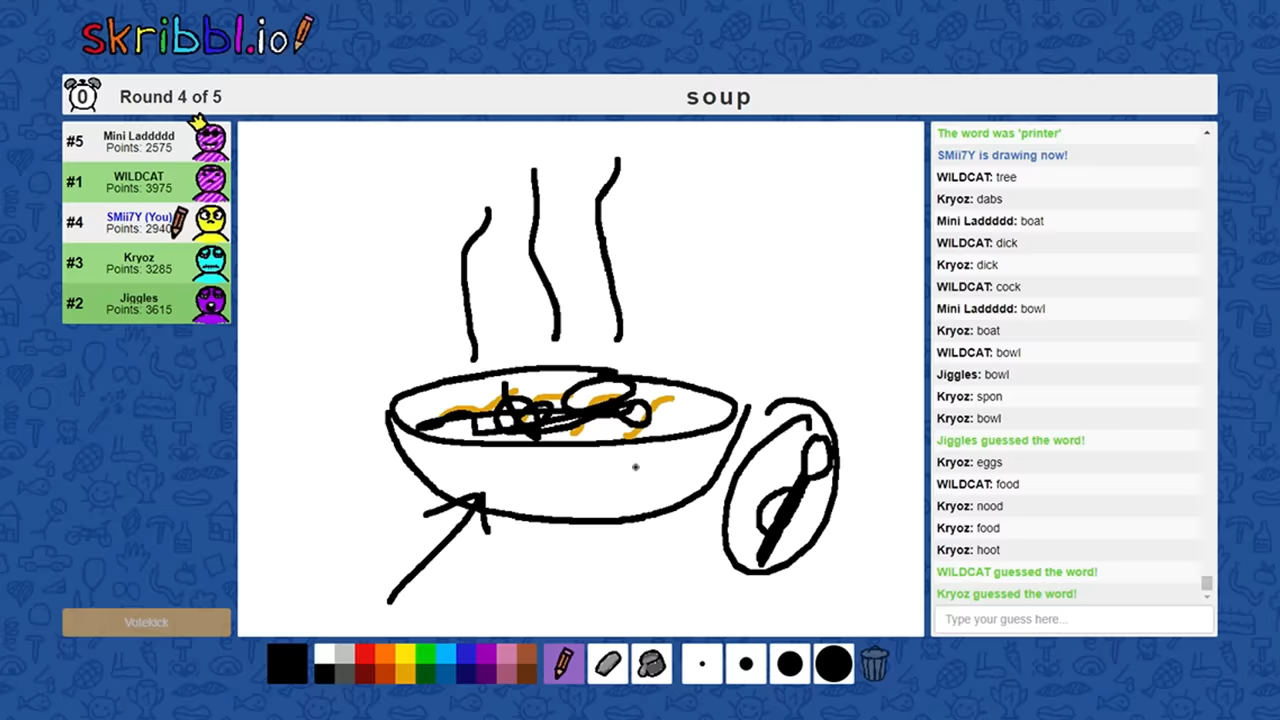 skribbl.io
0
Round 4 of 5
soup
#5
Mini Laddddd
Points: 2575
#1
WILDCAT
Points: 3975
#4
SMii7Y (You)
Points: 2940
#3
Kryoz
Points: 3285
#2
Jiggles
Points: 3615
Votekick
The word was 'printer'
SMii7Y is drawing now!
WILDCAT: tree
Kryoz: dabs
Mini Laddddd: boat
WILDCAT: dick
Kryoz: dick
WILDCAT: cock
Mini Laddddd: bowl
Kryoz: boat
WILDCAT: bowl
Jiggles: bowl
Kryoz: spon
Kryoz: bowl
Jiggles guessed the word!
Kryoz: eggs
WILDCAT: food
Kryoz: nood
Kryoz: food
Kryoz: hoot
WILDCAT guessed the word!
Kryoz guessed the word!
Type your guess here...